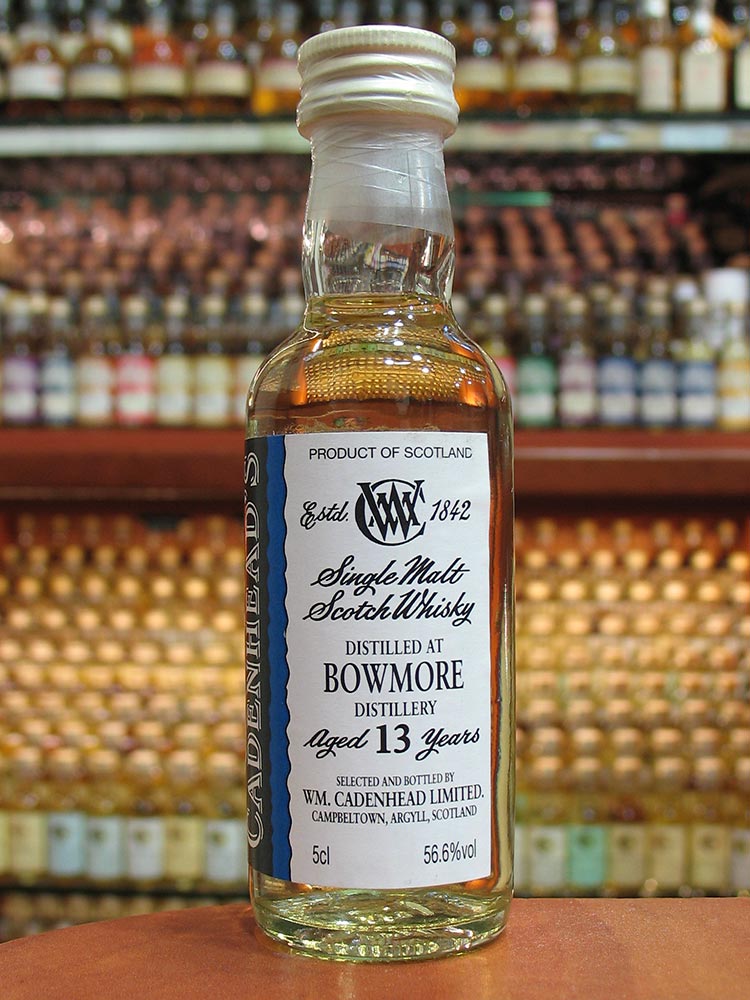 CADENHEAD'S
PRODUCT OF SCOTLAND
Estd. WMC 1842
Single Malt
Scotch Whisky
DISTILLED AT
BOWMORE
DISTILLERY
Aged 13 Years
SELECTED AND BOTTLED BY
WM. CADENHEAD LIMITED.
CAMPBELTOWN, ARGYLL, SCOTLAND
5cl 56.6%vol